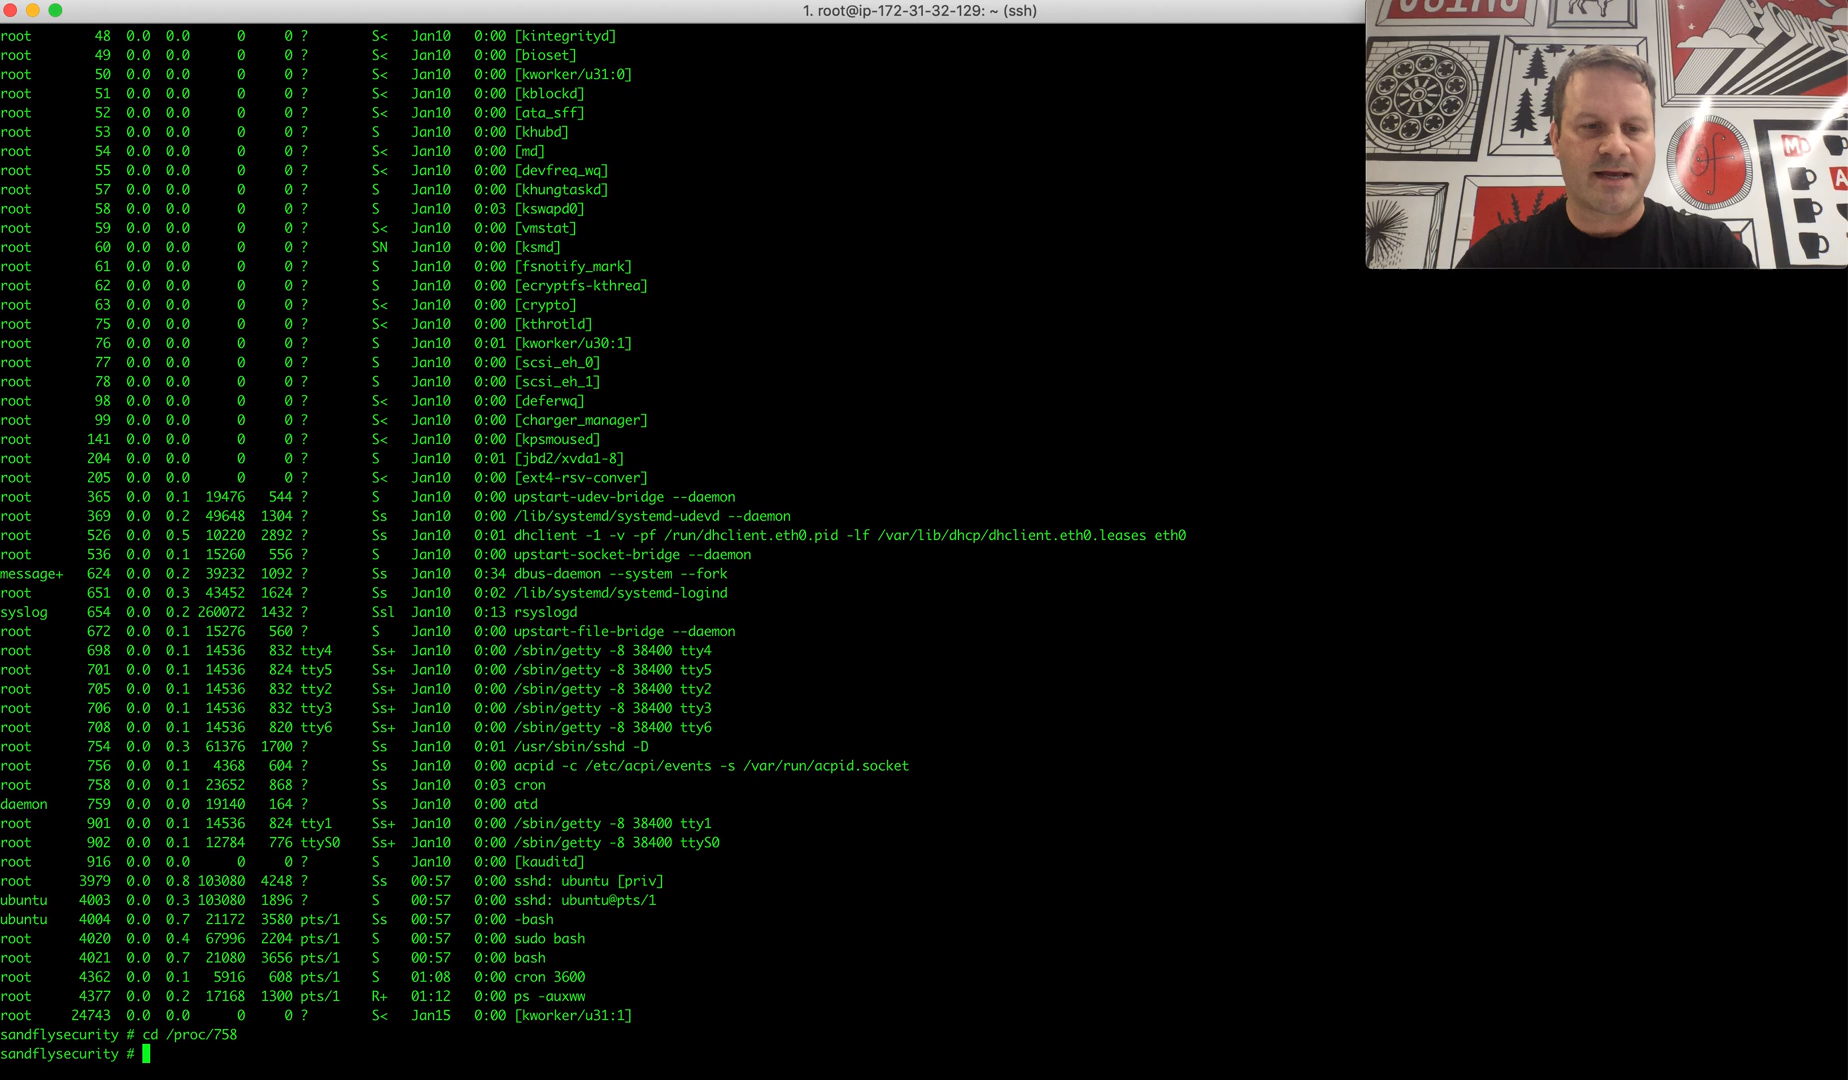 1. root@ip-172-31-32-129: ~ (ssh)
root 48 0.0 0.0 0 0 ? S< Jan10 0:00 [kintegrityd]
root 49 0.0 0.0 0 0 ? S< Jan10 0:00 [bioset]
root 50 0.0 0.0 0 0 ? S< Jan10 0:00 [kworker/u31:0]
root 51 0.0 0.0 0 0 ? S< Jan10 0:00 [kblockd]
root 52 0.0 0.0 0 0 ? S< Jan10 0:00 [ata_sff]
root 53 0.0 0.0 0 0 ? S Jan10 0:00 [khubd]
root 54 0.0 0.0 0 0 ? S< Jan10 0:00 [md]
root 55 0.0 0.0 0 0 ? S< Jan10 0:00 [devfreq_wq]
root 57 0.0 0.0 0 0 ? S Jan10 0:00 [khungtaskd]
root 58 0.0 0.0 0 0 ? S Jan10 0:03 [kswapd0]
root 59 0.0 0.0 0 0 ? S< Jan10 0:00 [vmstat]
root 60 0.0 0.0 0 0 ? SN Jan10 0:00 [ksmd]
root 61 0.0 0.0 0 0 ? S Jan10 0:00 [fsnotify_mark]
root 62 0.0 0.0 0 0 ? S Jan10 0:00 [ecryptfs-kthrea]
root 63 0.0 0.0 0 0 ? S< Jan10 0:00 [crypto]
root 75 0.0 0.0 0 0 ? S< Jan10 0:00 [kthrotld]
root 76 0.0 0.0 0 0 ? S Jan10 0:01 [kworker/u30:1]
root 77 0.0 0.0 0 0 ? S Jan10 0:00 [scsi_eh_0]
root 78 0.0 0.0 0 0 ? S Jan10 0:00 [scsi_eh_1]
root 98 0.0 0.0 0 0 ? S< Jan10 0:00 [deferwq]
root 99 0.0 0.0 0 0 ? S< Jan10 0:00 [charger_manager]
root 141 0.0 0.0 0 0 ? S< Jan10 0:00 [kpsmoused]
root 204 0.0 0.0 0 0 ? S Jan10 0:01 [jbd2/xvda1-8]
root 205 0.0 0.0 0 0 ? S< Jan10 0:00 [ext4-rsv-conver]
root 365 0.0 0.1 19476 544 ? S Jan10 0:00 upstart-udev-bridge --daemon
root 369 0.0 0.2 49648 1304 ? Ss Jan10 0:00 /lib/systemd/systemd-udevd --daemon
root 526 0.0 0.5 10220 2892 ? Ss Jan10 0:01 dhclient -1 -v -pf /run/dhclient.eth0.pid -lf /var/lib/dhcp/dhclient.eth0.leases eth0
root 536 0.0 0.1 15260 556 ? S Jan10 0:00 upstart-socket-bridge --daemon
message+ 624 0.0 0.2 39232 1092 ? Ss Jan10 0:34 dbus-daemon --system --fork
root 651 0.0 0.3 43452 1624 ? Ss Jan10 0:02 /lib/systemd/systemd-logind
syslog 654 0.0 0.2 260072 1432 ? Ssl Jan10 0:13 rsyslogd
root 672 0.0 0.1 15276 560 ? S Jan10 0:00 upstart-file-bridge --daemon
root 698 0.0 0.1 14536 832 tty4 Ss+ Jan10 0:00 /sbin/getty -8 38400 tty4
root 701 0.0 0.1 14536 824 tty5 Ss+ Jan10 0:00 /sbin/getty -8 38400 tty5
root 705 0.0 0.1 14536 832 tty2 Ss+ Jan10 0:00 /sbin/getty -8 38400 tty2
root 706 0.0 0.1 14536 832 tty3 Ss+ Jan10 0:00 /sbin/getty -8 38400 tty3
root 708 0.0 0.1 14536 820 tty6 Ss+ Jan10 0:00 /sbin/getty -8 38400 tty6
root 754 0.0 0.3 61376 1700 ? Ss Jan10 0:01 /usr/sbin/sshd -D
root 756 0.0 0.1 4368 604 ? Ss Jan10 0:00 acpid -c /etc/acpi/events -s /var/run/acpid.socket
root 758 0.0 0.1 23652 868 ? Ss Jan10 0:03 cron
daemon 759 0.0 0.0 19140 164 ? Ss Jan10 0:00 atd
root 901 0.0 0.1 14536 824 tty1 Ss+ Jan10 0:00 /sbin/getty -8 38400 tty1
root 902 0.0 0.1 12784 776 ttyS0 Ss+ Jan10 0:00 /sbin/getty -8 38400 ttyS0
root 916 0.0 0.0 0 0 ? S Jan10 0:00 [kauditd]
root 3979 0.0 0.8 103080 4248 ? Ss 00:57 0:00 sshd: ubuntu [priv]
ubuntu 4003 0.0 0.3 103080 1896 ? S 00:57 0:00 sshd: ubuntu@pts/1
ubuntu 4004 0.0 0.7 21172 3580 pts/1 Ss 00:57 0:00 -bash
root 4020 0.0 0.4 67996 2204 pts/1 S 00:57 0:00 sudo bash
root 4021 0.0 0.7 21080 3656 pts/1 S 00:57 0:00 bash
root 4362 0.0 0.1 5916 608 pts/1 S 01:08 0:00 cron 3600
root 4377 0.0 0.2 17168 1300 pts/1 R+ 01:12 0:00 ps -auxww
root 24743 0.0 0.0 0 0 ? S< Jan15 0:00 [kworker/u31:1]
sandflysecurity # cd /proc/758
sandflysecurity #